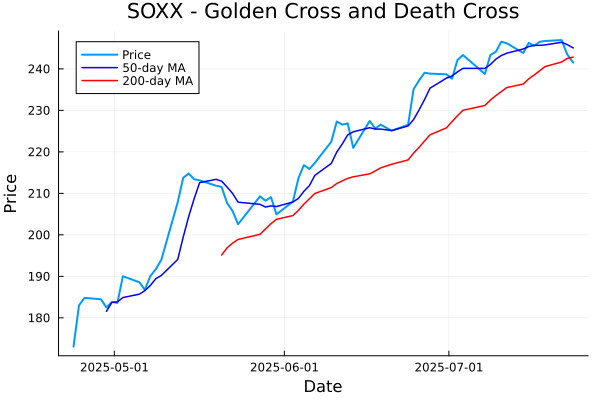 SOXX - Golden Cross and Death Cross
Price
50-day MA
200-day MA
Price
240
230
220
210
200
190
180
2025-05-01
2025-06-01
2025-07-01
Date